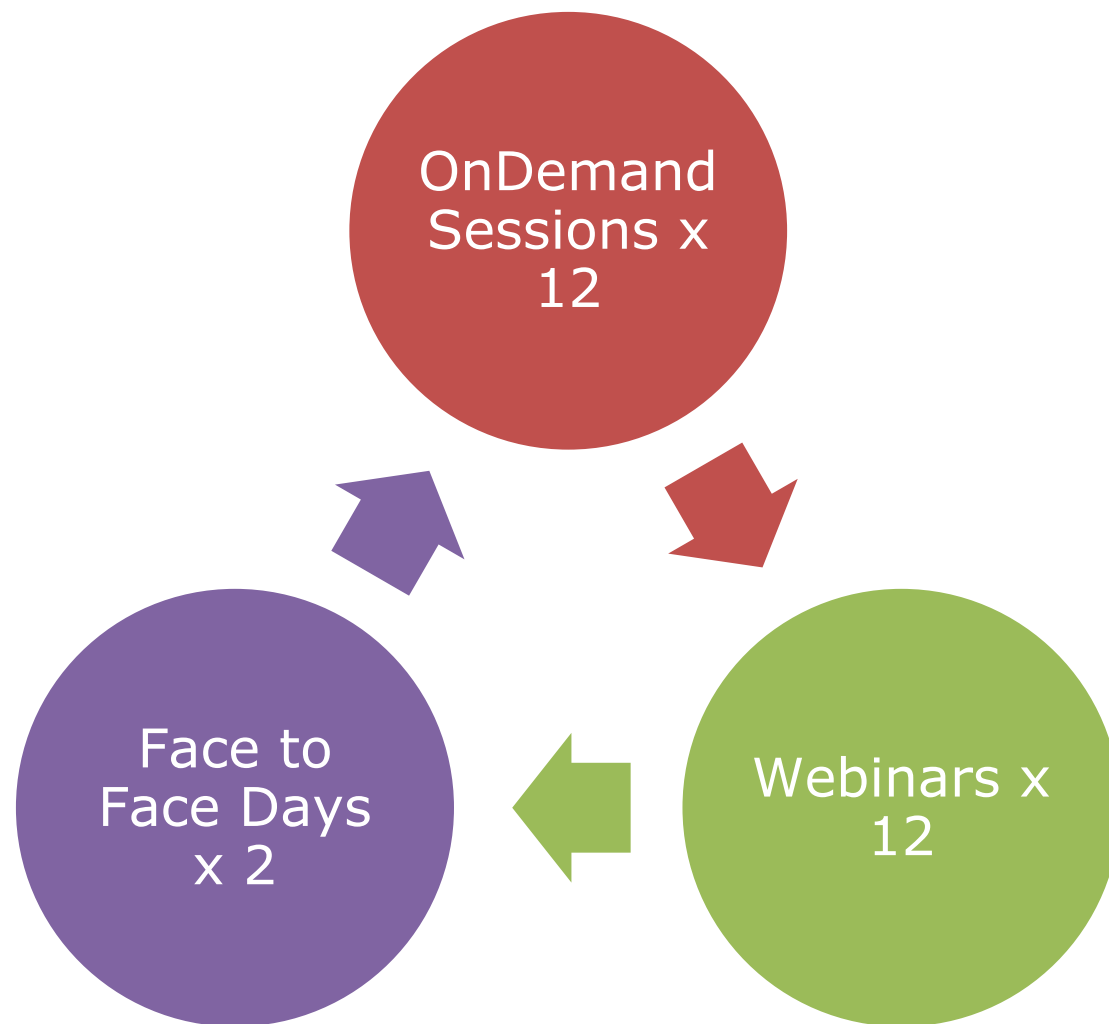 OnDemand
Sessions x
12
Webinars x
12
Face to
Face Days
x 2